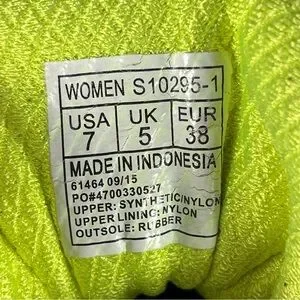 WOMEN S10295-1
USA UK EUR
7 5 38
MADE IN INDONESIA
61464 09/15
PO#4700330527
UPPER: SYNTHETIC/NYLON
UPPER LINING: NYLON
OUTSOLE: RUBBER